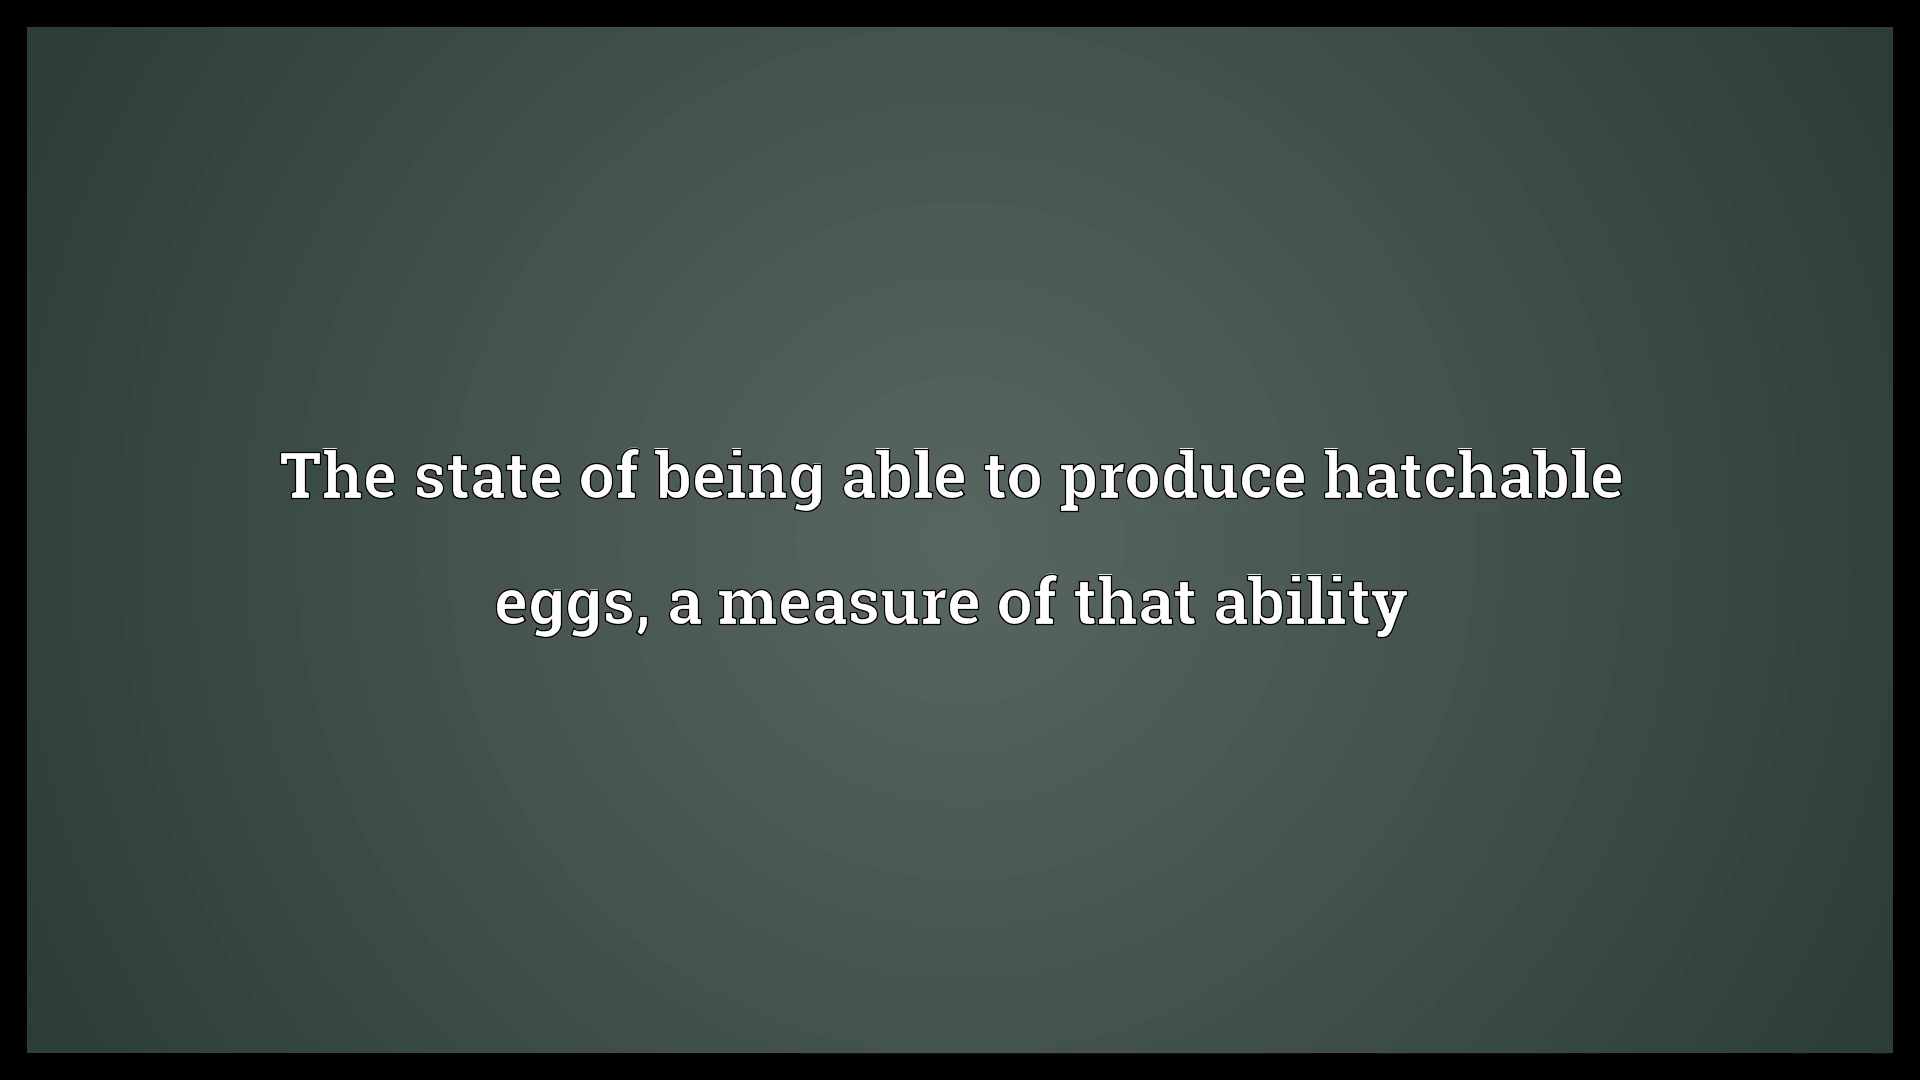 The state of being able to produce hatchable
eggs, a measure of that ability